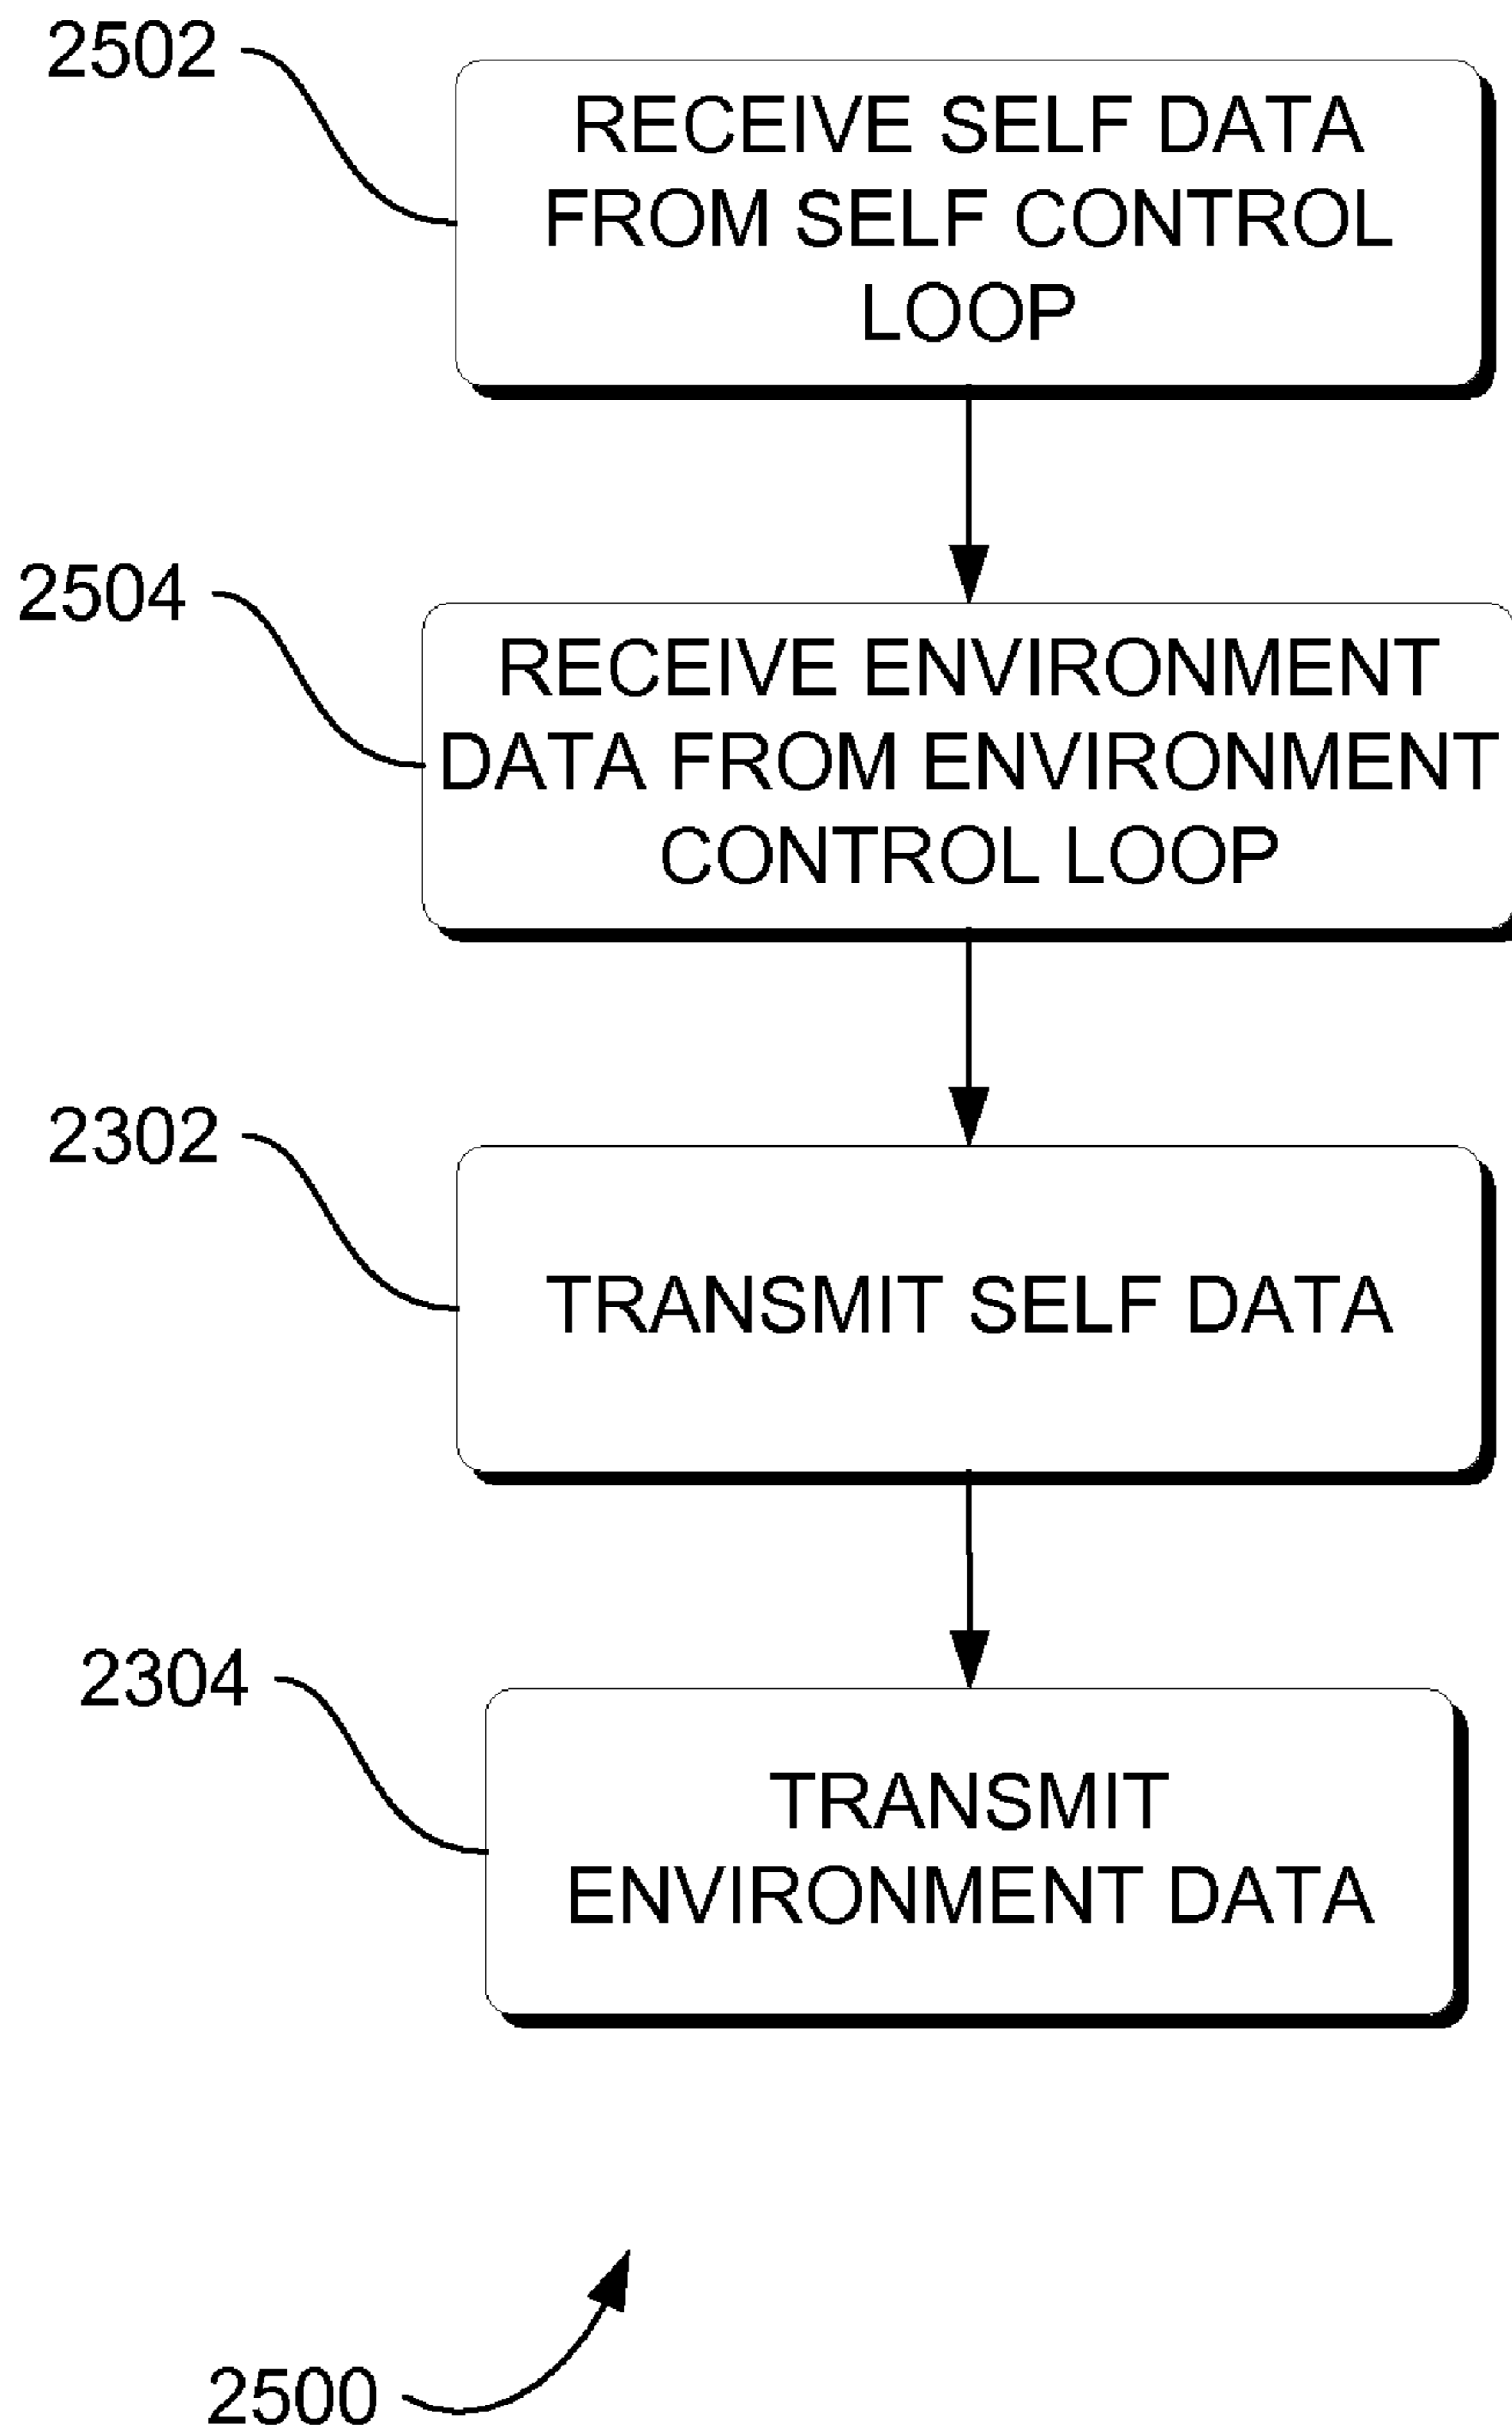 2502
RECEIVE SELF DATA
FROM SELF CONTROL
LOOP
2504
RECEIVE ENVIRONMENT
DATA FROM ENVIRONMENT
CONTROL LOOP
2302
TRANSMIT SELF DATA
2304
TRANSMIT
ENVIRONMENT DATA
2500